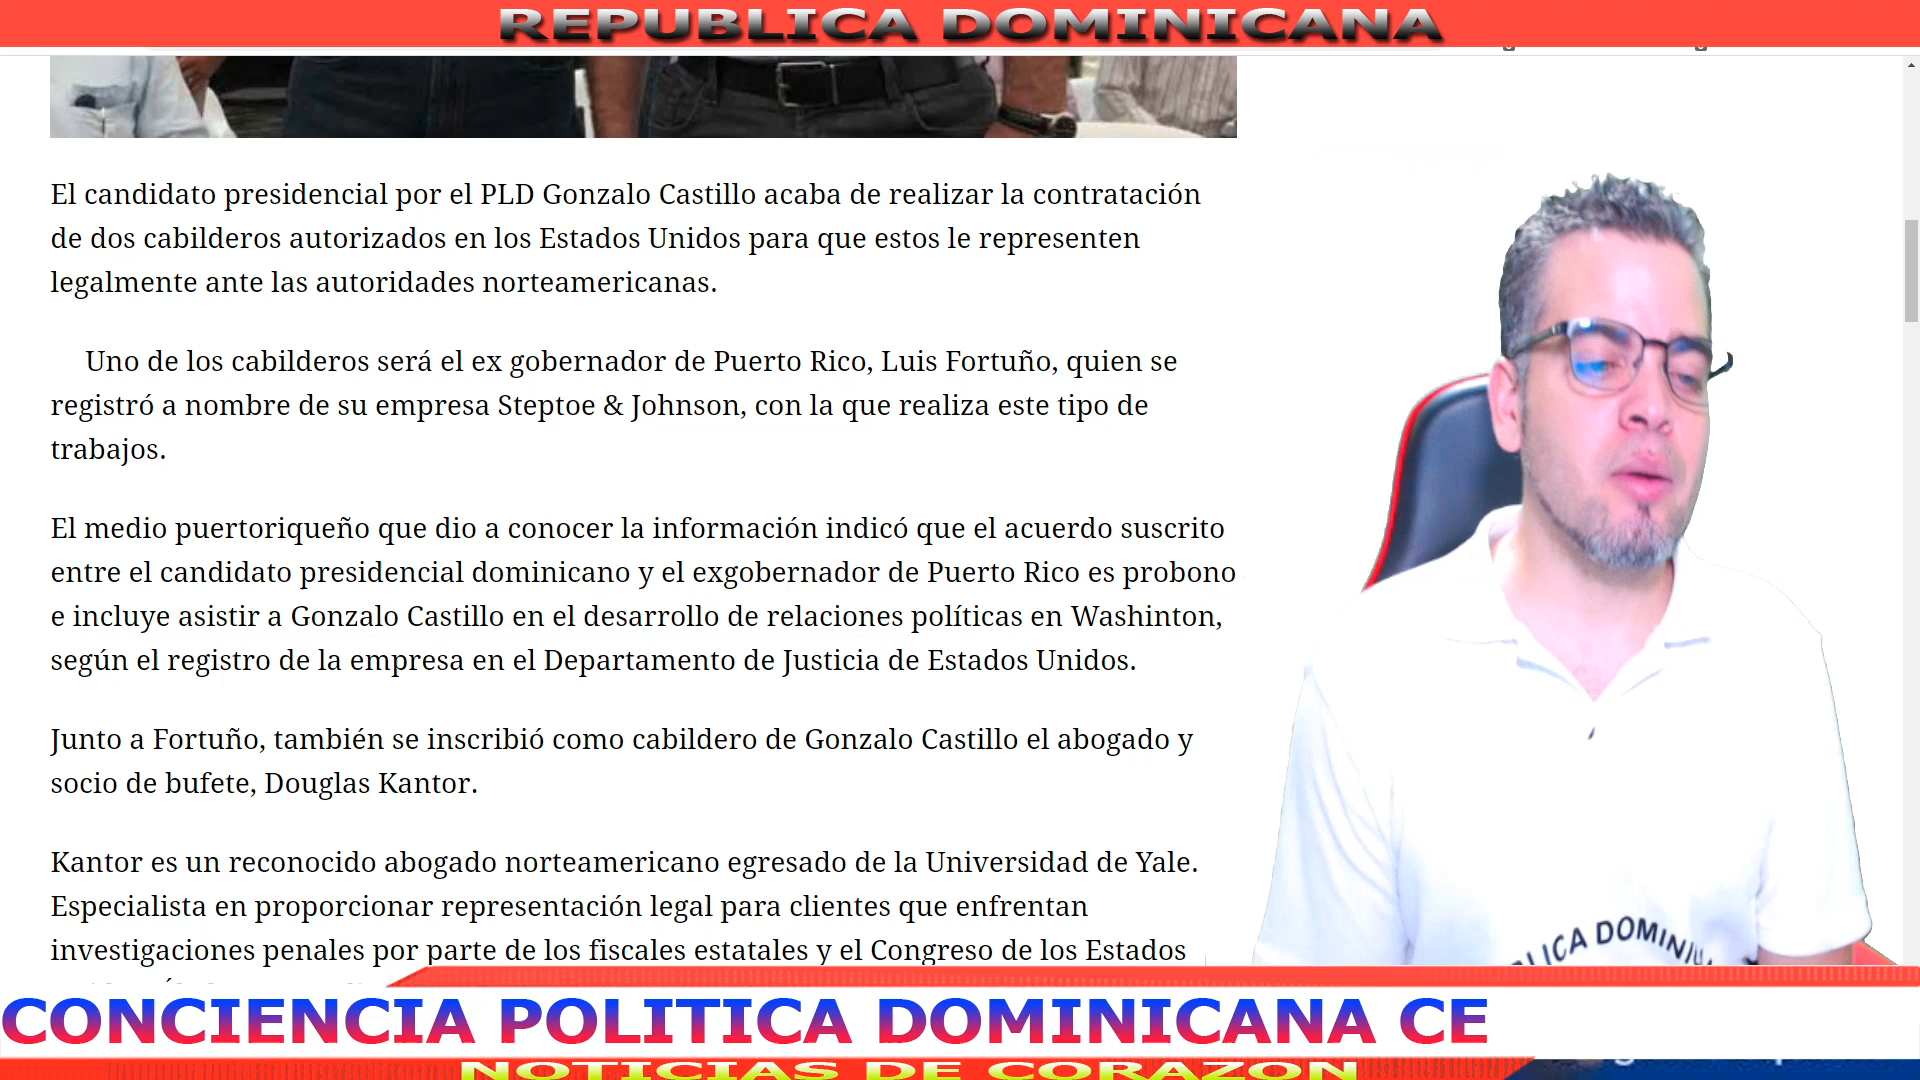 REPUBLICA DOMINICANA
El candidato presidencial por el PLD Gonzalo Castillo acaba de realizar la contratación
de dos cabilderos autorizados en los Estados Unidos para que estos le representen
legalmente ante las autoridades norteamericanas.
Uno de los cabilderos será el ex gobernador de Puerto Rico, Luis Fortuño, quien se
registró a nombre de su empresa Steptoe & Johnson, con la que realiza este tipo de
trabajos.
El medio puertoriqueño que dio a conocer la información indicó que el acuerdo suscrito
entre el candidato presidencial dominicano y el exgobernador de Puerto Rico es probono
e incluye asistir a Gonzalo Castillo en el desarrollo de relaciones políticas en Washinton,
según el registro de la empresa en el Departamento de Justicia de Estados Unidos.
Junto a Fortuño, también se inscribió como cabildero de Gonzalo Castillo el abogado y
socio de bufete, Douglas Kantor.
Kantor es un reconocido abogado norteamericano egresado de la Universidad de Yale.
Especialista en proporcionar representación legal para clientes que enfrentan
investigaciones penales por parte de los fiscales estatales y el Congreso de los Estados
CONCIENCIA POLITICA DOMINICANA CE
NOTICIAS DE CORAZON